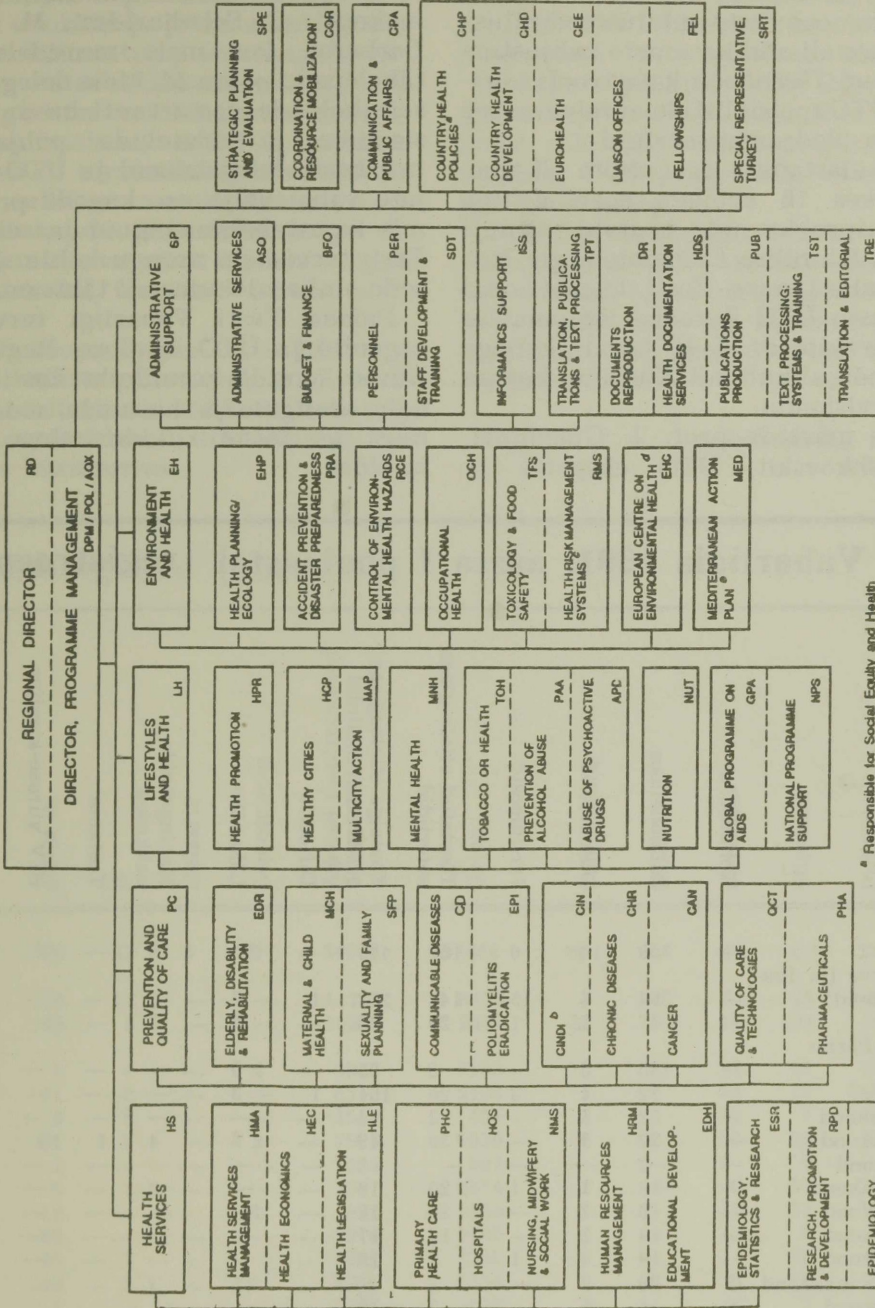 REGIONAL DIRECTOR RD
DIRECTOR, PROGRAMME MANAGEMENT
DPM / POL / AOX
HEALTH
SERVICES
HS
HEALTH SERVICES
MANAGEMENT
HMA
HEALTH ECONOMICS
HEC
HEALTH LEGISLATION
HLE
PRIMARY
HEALTH CARE
PHC
HOSPITALS
HOS
NURSING, MIDWIFERY
& SOCIAL WORK
NMS
HUMAN RESOURCES
MANAGEMENT
HRM
EDUCATIONAL DEVELOP-
MENT
EDH
EPIDEMIOLOGY,
STATISTICS & RESEARCH
ESR
RESEARCH, PROMOTION
& DEVELOPMENT
RPD
EPIDEMIOLOGY
PREVENTION AND
QUALITY OF CARE
PC
ELDERLY, DISABILITY
& REHABILITATION
EDR
MATERNAL & CHILD
HEALTH
MCH
SEXUALITY AND FAMILY
PLANNING
SFP
COMMUNICABLE DISEASES
CD
POLIOMYELITIS
ERADICATION
EPI
CINDI b
CIN
CHRONIC DISEASES
CHR
CANCER
CAN
QUALITY OF CARE
& TECHNOLOGIES
QCT
PHARMACEUTICALS
PHA
LIFESTYLES
AND HEALTH
LH
HEALTH PROMOTION
HPR
HEALTHY CITIES
HCP
MULTICITY ACTION
MAP
MENTAL HEALTH
MNH
TOBACCO OR HEALTH
TOH
PREVENTION OF
ALCOHOL ABUSE
PAA
ABUSE OF PSYCHOACTIVE
DRUGS
APD
NUTRITION
NUT
GLOBAL PROGRAMME ON
AIDS
GPA
NATIONAL PROGRAMME
SUPPORT
NPS
ENVIRONMENT
AND HEALTH
EH
HEALTH PLANNING/
ECOLOGY
EHP
ACCIDENT PREVENTION &
DISASTER PREPAREDNESS
PRA
CONTROL OF ENVIRON-
MENTAL HEALTH HAZARDS
RCE
OCCUPATIONAL
HEALTH
OCH
TOXICOLOGY & FOOD
SAFETY
TFS
HEALTH RISK MANAGEMENT
SYSTEMS c
RMS
EUROPEAN CENTRE ON
ENVIRONMENTAL HEALTH d
EHC
MEDITERRANEAN ACTION
PLAN e
MED
ADMINISTRATIVE
SUPPORT
SP
ADMINISTRATIVE SERVICES
ASO
BUDGET & FINANCE
BFO
PERSONNEL
PER
STAFF DEVELOPMENT &
TRAINING
SDT
INFORMATICS SUPPORT
ISS
TRANSLATION, PUBLICA-
TIONS & TEXT PROCESSING
TPT
DOCUMENTS
REPRODUCTION
DR
HEALTH DOCUMENTATION
SERVICES
HDS
PUBLICATIONS
PRODUCTION
PUB
TEXT PROCESSING:
SYSTEMS & TRAINING
TST
TRANSLATION & EDITORIAL
TRE
STRATEGIC PLANNING
AND EVALUATION
SPE
COORDINATION &
RESOURCE MOBILIZATION
COR
COMMUNICATION &
PUBLIC AFFAIRS
CPA
COUNTRY HEALTH
POLICIES a
CHP
COUNTRY HEALTH
DEVELOPMENT
CHD
EUROHEALTH
CEE
LIAISON OFFICES
FELLOWSHIPS
FEL
SPECIAL REPRESENTATIVE,
TURKEY
SRT
a Responsible for Social Equity and Health